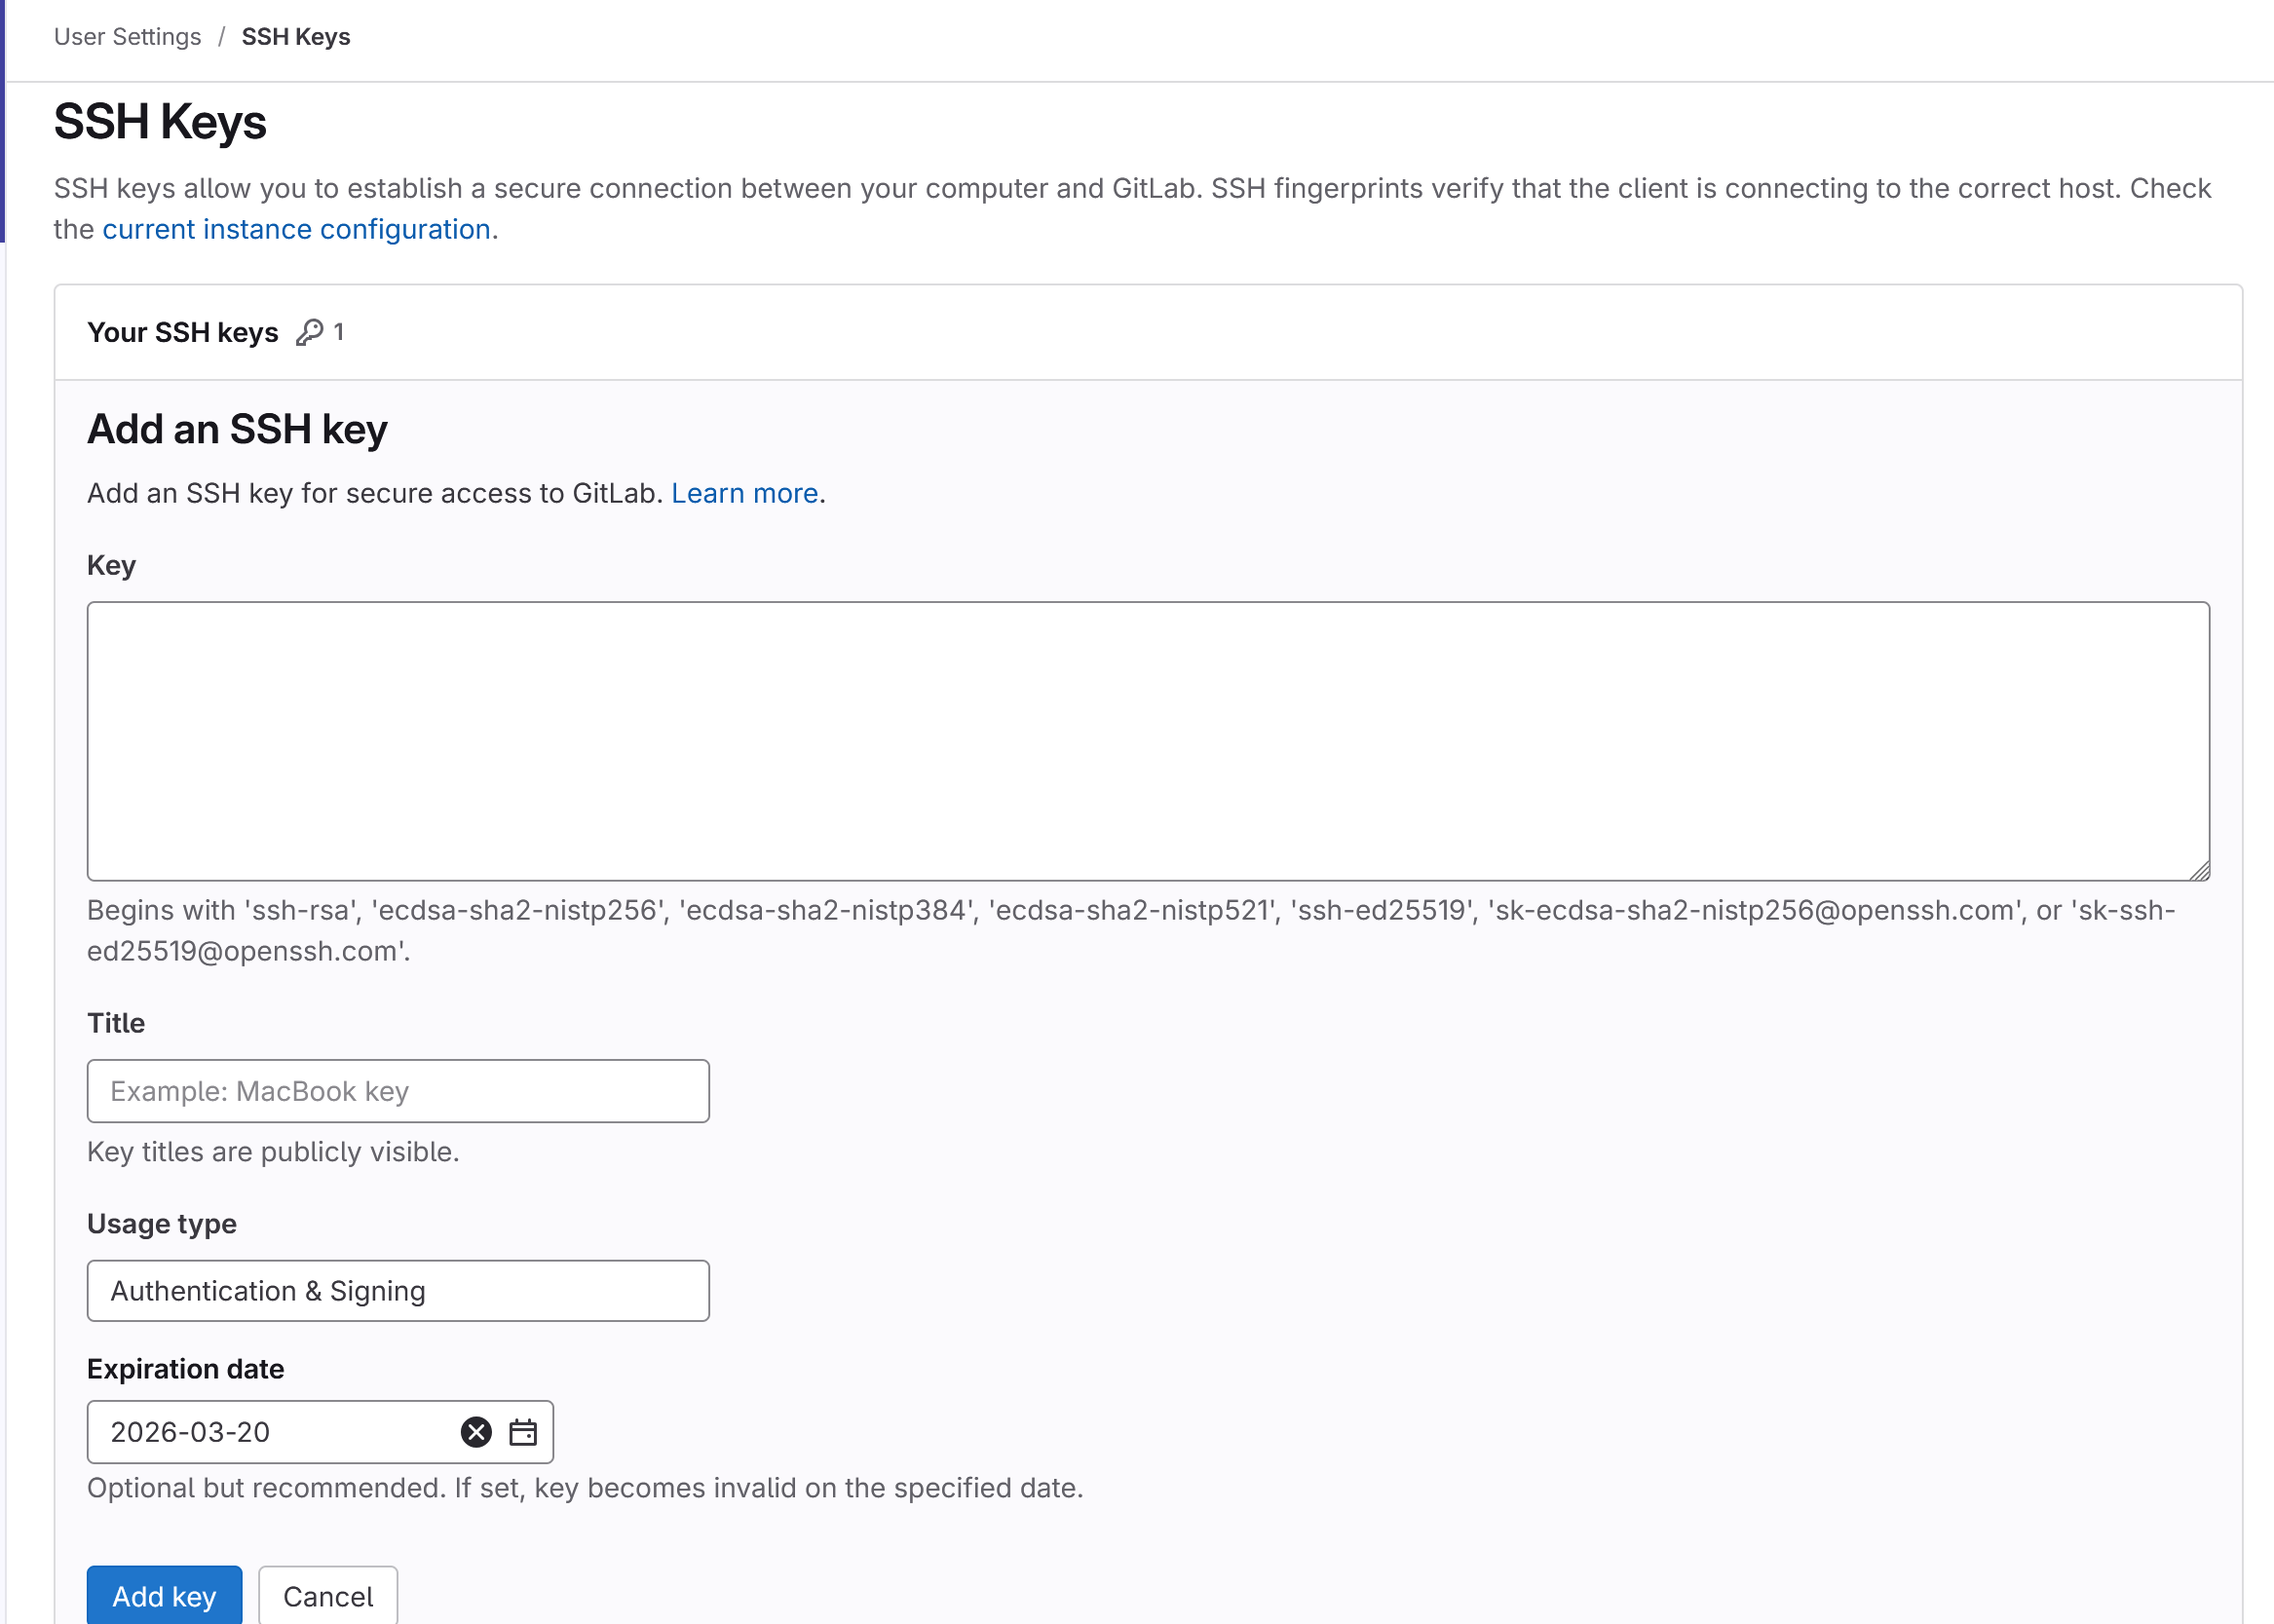 User Settings / SSH Keys
SSH Keys
SSH keys allow you to establish a secure connection between your computer and GitLab. SSH fingerprints verify that the client is connecting to the correct host. Check
the current instance configuration.
Your SSH keys 1
Add an SSH key
Add an SSH key for secure access to GitLab. Learn more.
Key
Begins with 'ssh-rsa', 'ecdsa-sha2-nistp256', 'ecdsa-sha2-nistp384', 'ecdsa-sha2-nistp521', 'ssh-ed25519', 'sk-ecdsa-sha2-nistp256@openssh.com', or 'sk-ssh-
ed25519@openssh.com'.
Title
Example: MacBook key
Key titles are publicly visible.
Usage type
Authentication & Signing
Expiration date
2026-03-20
Optional but recommended. If set, key becomes invalid on the specified date.
Add key Cancel